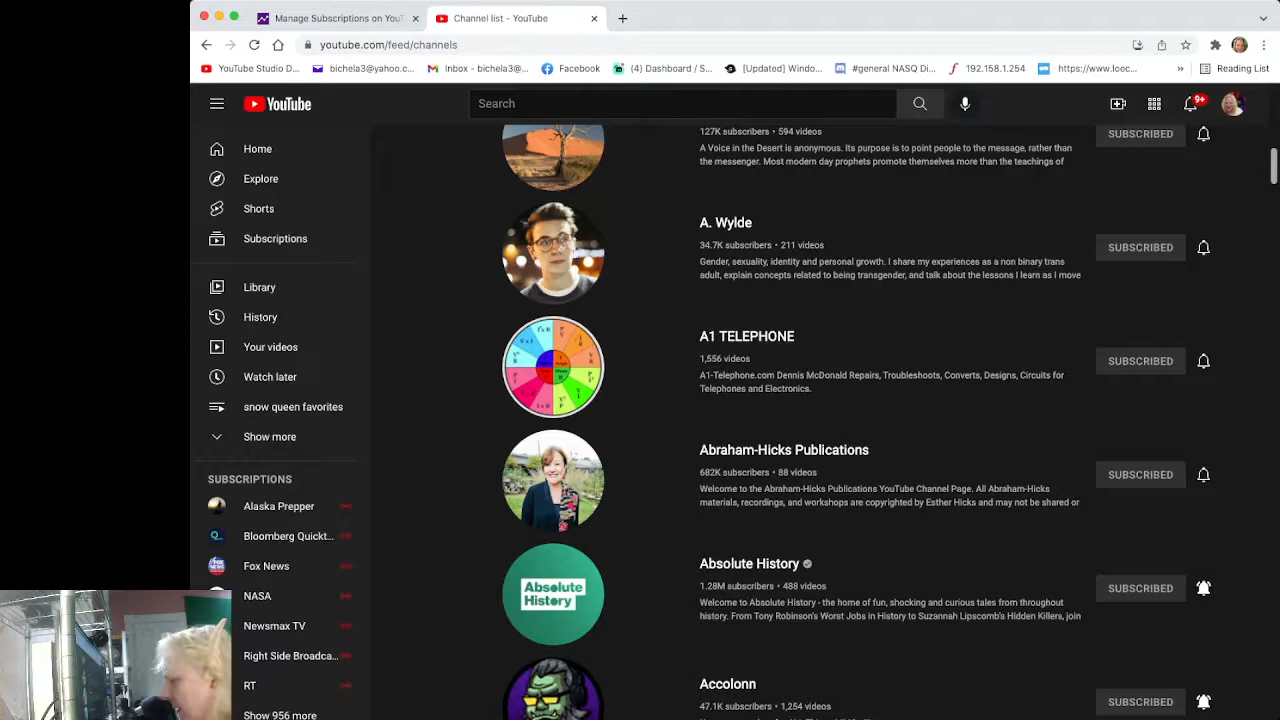 Manage Subscriptions on YouT
Channel list - YouTube
youtube.com/feed/channels
YouTube Studio D...
bichela3@yahoo.c...
Inbox - bichela3@...
Facebook
(4) Dashboard / S...
[Updated] Windo...
#general NASQ Di...
192.168.1.254
https://www.loec...
»
Reading List
YouTube
Search
9+
Home
Explore
Shorts
Subscriptions
Library
History
Your videos
Watch later
snow queen favorites
Show more
SUBSCRIPTIONS
Alaska Prepper
Bloomberg Quickt...
Fox News
NASA
Newsmax TV
Right Side Broadca...
RT
Show 956 more
127K subscribers • 594 videos
SUBSCRIBED
A Voice in the Desert is anonymous. Its purpose is to point people to the message, rather than
the messenger. Most modern day prophets promote themselves more than the teachings of
A. Wylde
34.7K subscribers • 211 videos
SUBSCRIBED
Gender, sexuality, identity and personal growth. I share my experiences as a non binary trans
adult, explain concepts related to being transgender, and talk about the lessons I learn as I move
A1 TELEPHONE
1,556 videos
SUBSCRIBED
A1-Telephone.com Dennis McDonald Repairs, Troubleshoots, Converts, Designs, Circuits for
Telephones and Electronics.
Abraham-Hicks Publications
682K subscribers • 88 videos
SUBSCRIBED
Welcome to the Abraham-Hicks Publications YouTube Channel Page. All Abraham-Hicks
materials, recordings, and workshops are copyrighted by Esther Hicks and may not be shared or
Absolute
History
Absolute History
1.28M subscribers • 488 videos
SUBSCRIBED
Welcome to Absolute History - the home of fun, shocking and curious tales from throughout
history. From Tony Robinson's Worst Jobs in History to Suzannah Lipscomb's Hidden Killers, join
Accolonn
47.1K subscribers • 1,254 videos
SUBSCRIBED